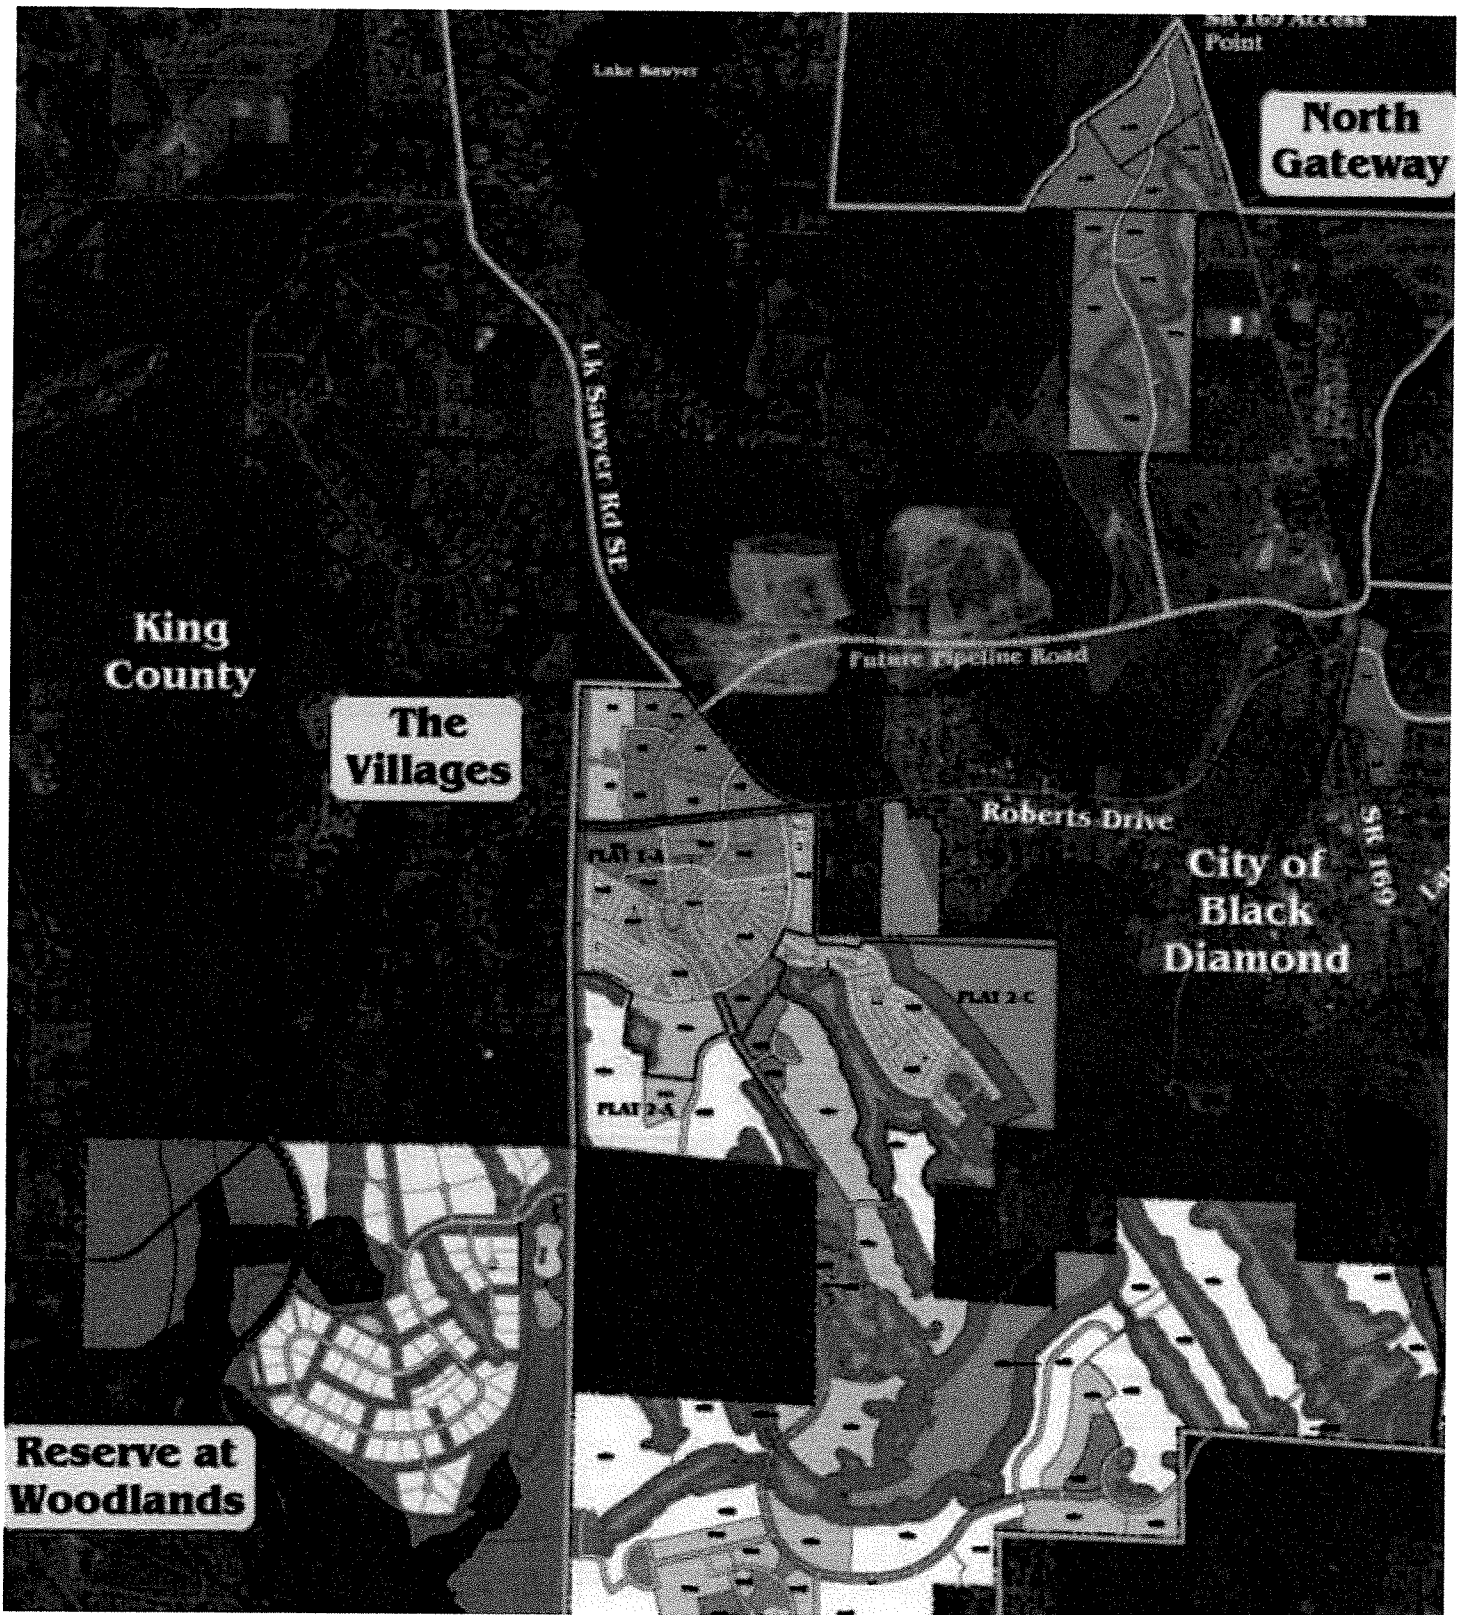 SR 169 Access
Point
Lake Sawyer
North
Gateway
Lk Sawyer Rd SE
King
County
Future Pipeline Road
The
Villages
Roberts Drive
SR 169
City of
Black
Diamond
PLAT 1-A
PLAT 2-C
PLAT 2-A
Reserve at
Woodlands